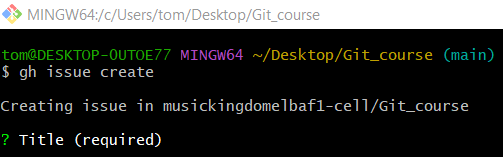 MINGW64:/c/Users/tom/Desktop/Git_course
tom@DESKTOP-OUTOE77 MINGW64 ~/Desktop/Git_course (main)
$ gh issue create
Creating issue in musickingdomelbaf1-cell/Git_course
? Title (required)